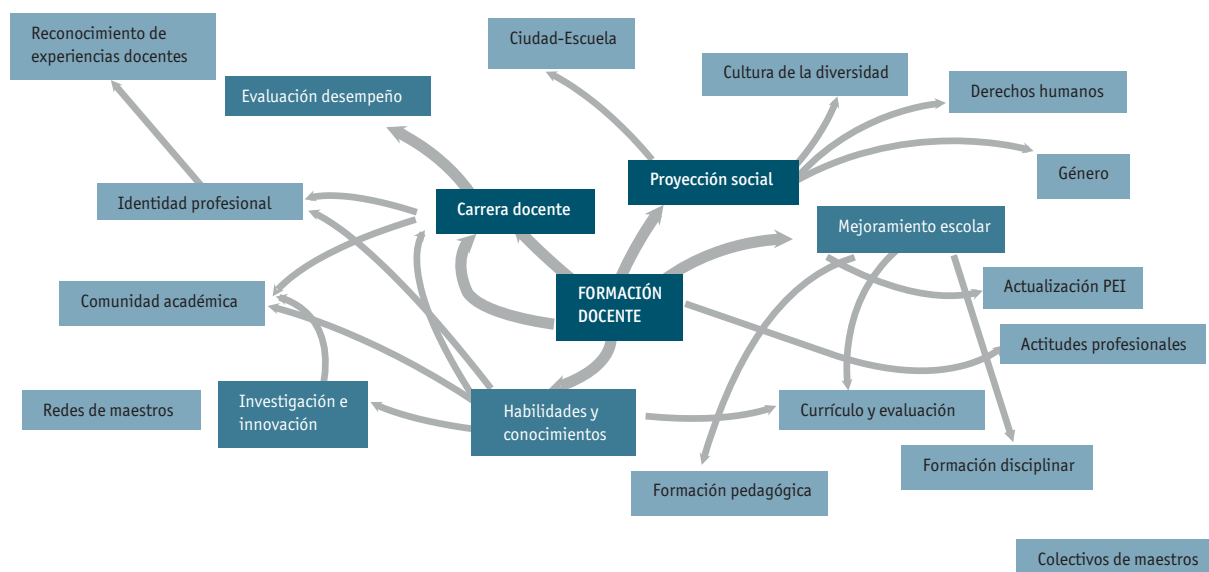 Reconocimiento de
experiencias docentes
Ciudad-Escuela
Cultura de la diversidad
Derechos humanos
Evaluación desempeño
Género
Proyección social
Identidad profesional
Carrera docente
Mejoramiento escolar
Comunidad académica
FORMACIÓN
DOCENTE
Actualización PEI
Actitudes profesionales
Redes de maestros
Investigación e
innovación
Habilidades y
conocimientos
Currículo y evaluación
Formación disciplinar
Formación pedagógica
Colectivos de maestros